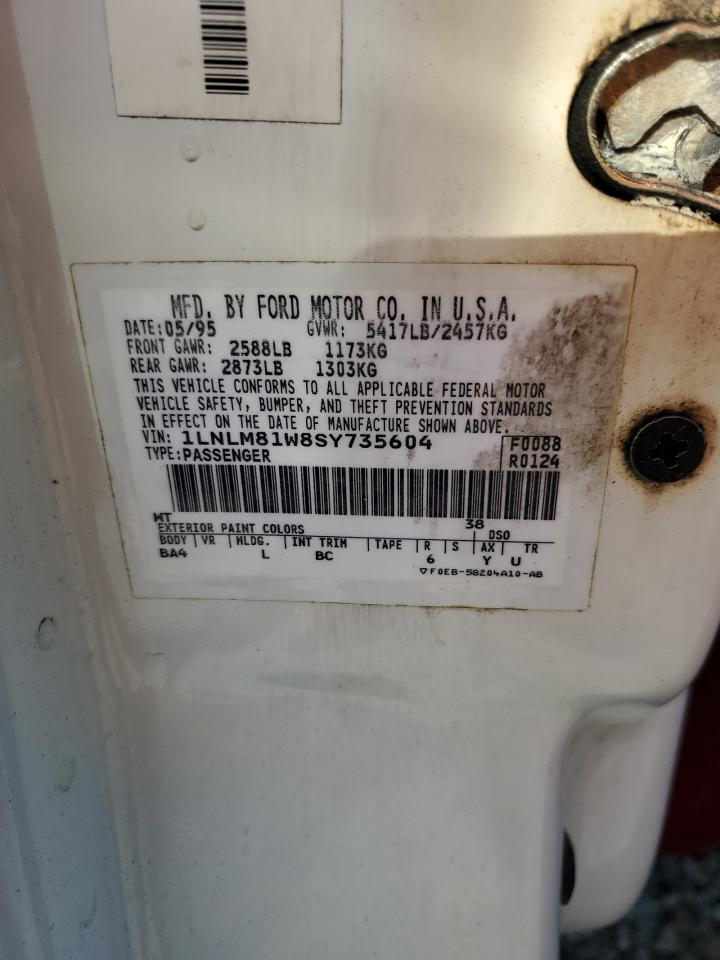 MFD. BY FORD MOTOR CO. IN U.S.A.
DATE: 05/95 GVWR: 5417LB/2457KG
FRONT GAWR: 2588LB 1173KG
REAR GAWR: 2873LB 1303KG
THIS VEHICLE CONFORMS TO ALL APPLICABLE FEDERAL MOTOR
VEHICLE SAFETY, BUMPER, AND THEFT PREVENTION STANDARDS
IN EFFECT ON THE DATE OF MANUFACTURE SHOWN ABOVE.
VIN: 1LNLM81W8SY735604 F0088
TYPE: PASSENGER R0124
WT 38
EXTERIOR PAINT COLORS DSO
BODY | VR | MLDG. | INT TRIM | TAPE | R | S | AX | TR
BA4 L BC 6 Y U
▽F0EB-58204A10-AB